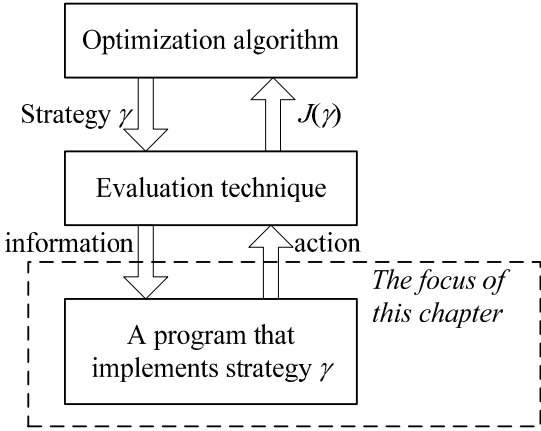 Optimization algorithm
Strategy γ
J(γ)
Evaluation technique
information
action
The focus of
this chapter
A program that
implements strategy γ